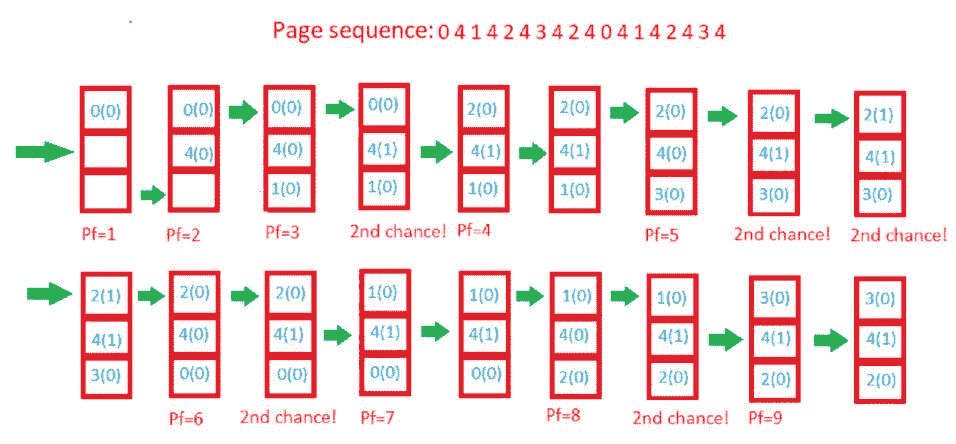 Page sequence: 0 4 1 4 2 4 3 4 2 4 0 4 1 4 2 4 3 4
0(0) 0(0) 0(0) 0(0) 2(0) 2(0) 2(0) 2(0) 2(1)
4(0) 4(0) 4(1) 4(1) 4(1) 4(0) 4(1) 4(1)
1(0) 1(0) 1(0) 1(0) 3(0) 3(0) 3(0)
Pf=1 Pf=2 Pf=3 2nd chance! Pf=4 Pf=5 2nd chance! 2nd chance!
2(1) 2(0) 2(0) 1(0) 1(0) 1(0) 1(0) 3(0) 3(0)
4(1) 4(0) 4(1) 4(1) 4(1) 4(0) 4(1) 4(1) 4(1)
3(0) 0(0) 0(0) 0(0) 0(0) 2(0) 2(0) 2(0) 2(0)
Pf=6 2nd chance! Pf=7 Pf=8 2nd chance! Pf=9